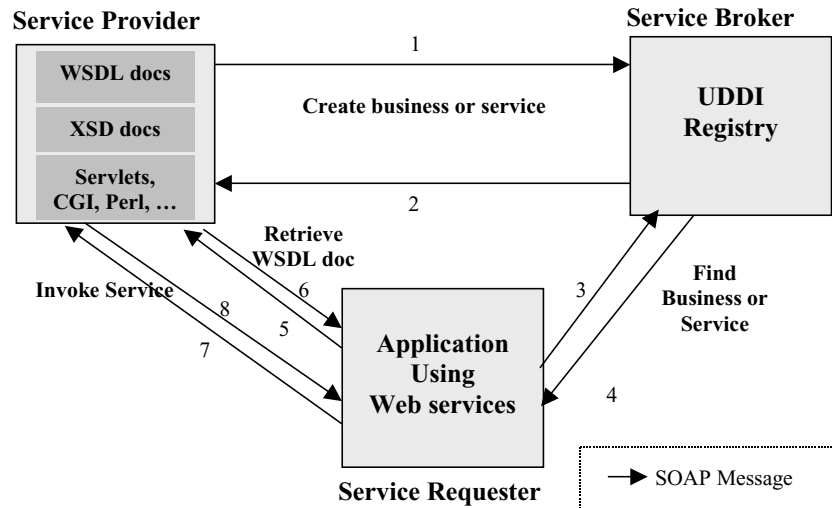 Service Provider
Service Broker
WSDL docs
XSD docs
Servlets,
CGI, Perl, …
1
Create business or service
2
UDDI
Registry
Retrieve
WSDL doc
Invoke Service
6
5
8
7
3
Find
Business or
Service
4
Application
Using
Web services
Service Requester
SOAP Message